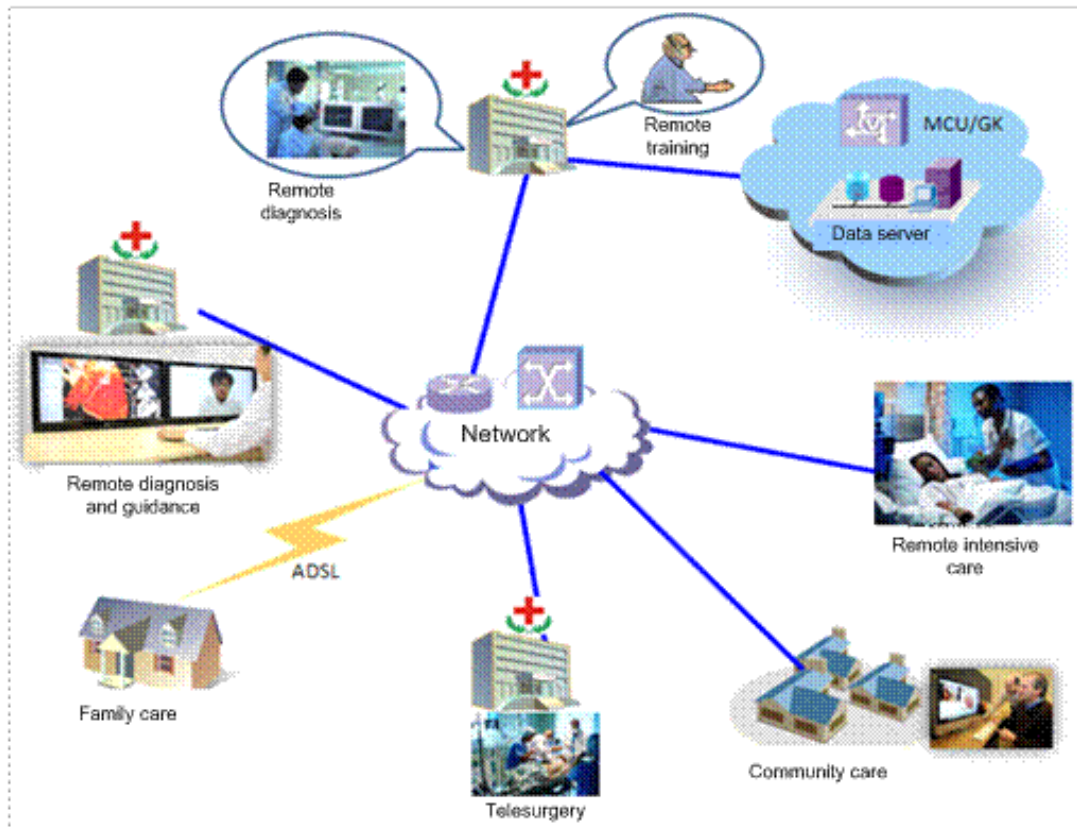 Remote
diagnosis
Remote
training
MCU/GK
Data server
Network
Remote diagnosis
and guidance
Remote intensive
care
ADSL
Family care
Community care
Telesurgery